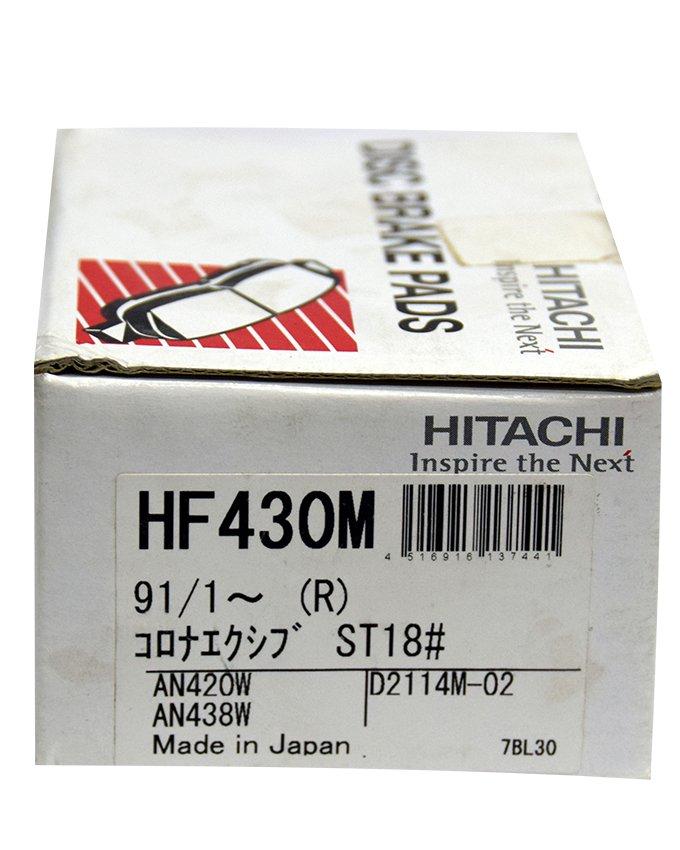 DISC BRAKE PADS
HITACHI
Inspire the Next
HITACHI
Inspire the Next
HF430M
4 516916 137441
91/1～ (R)
ｺﾛﾅｴｸｼﾌﾞ ST18#
AN420W D2114M-02
AN438W
Made in Japan 7BL30